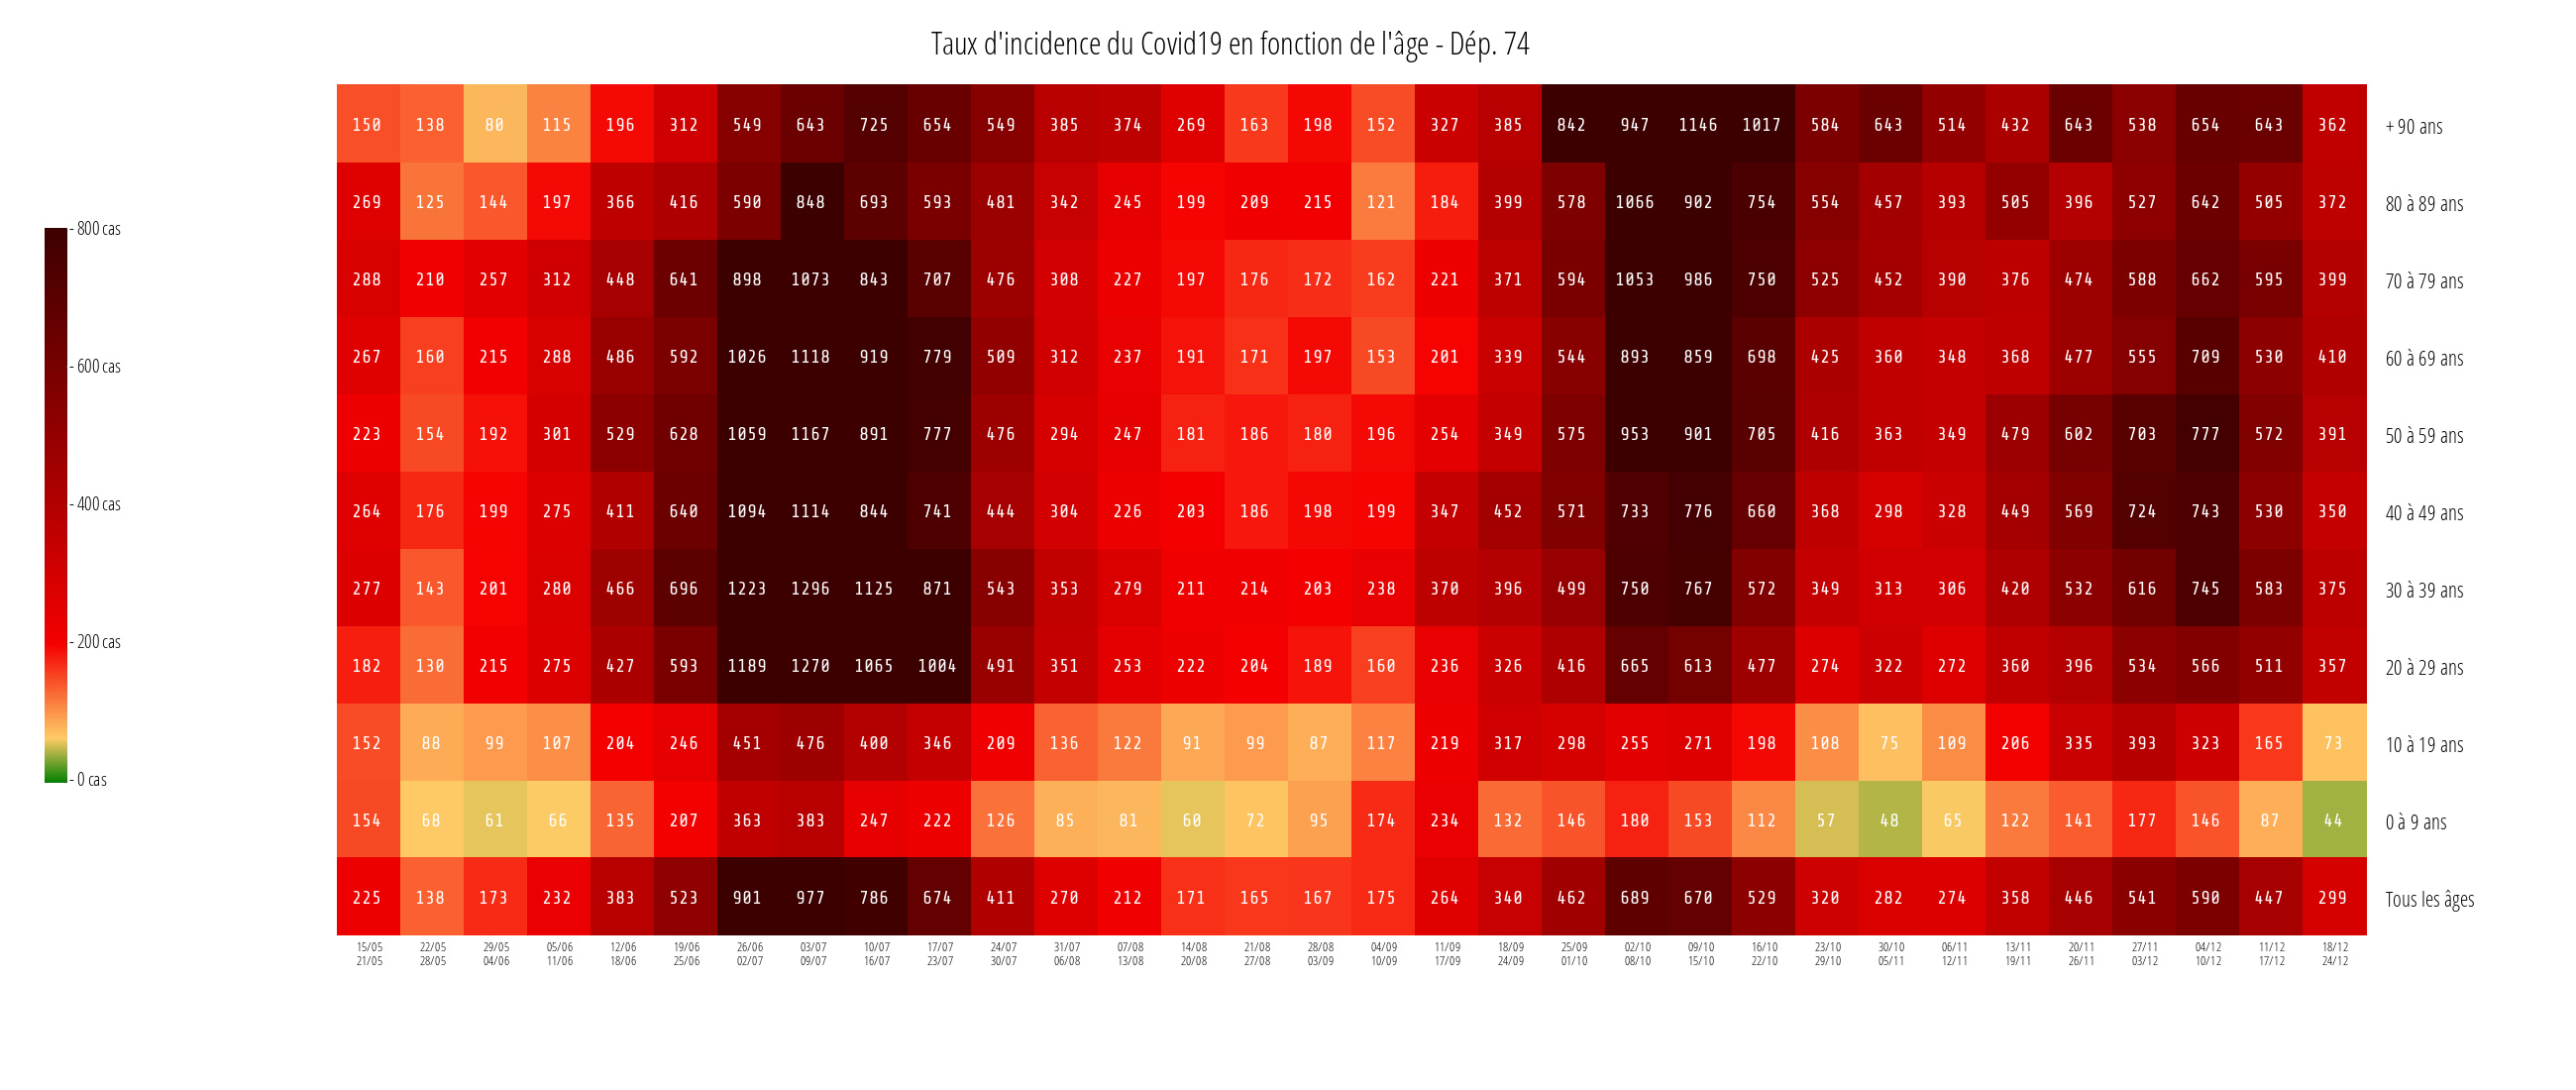 Taux d'incidence du Covid19 en fonction de l'âge - Dép. 74
150 138 80 115 196 312 549 643 725 654 549 385 374 269 163 198 152 327 385 842 947 1146 1017 584 643 514 432 643 538 654 643 362 + 90 ans
269 125 144 197 366 416 590 848 693 593 481 342 245 199 209 215 121 184 399 578 1066 902 754 554 457 393 505 396 527 642 505 372 80 à 89 ans
- 800 cas
288 210 257 312 448 641 898 1073 843 707 476 308 227 197 176 172 162 221 371 594 1053 986 750 525 452 390 376 474 588 662 595 399 70 à 79 ans
267 160 215 288 486 592 1026 1118 919 779 509 312 237 191 171 197 153 201 339 544 893 859 698 425 360 348 368 477 555 709 530 410 60 à 69 ans
- 600 cas
223 154 192 301 529 628 1059 1167 891 777 476 294 247 181 186 180 196 254 349 575 953 901 705 416 363 349 479 602 703 777 572 391 50 à 59 ans
- 400 cas
264 176 199 275 411 640 1094 1114 844 741 444 304 226 203 186 198 199 347 452 571 733 776 660 368 298 328 449 569 724 743 530 350 40 à 49 ans
277 143 201 280 466 696 1223 1296 1125 871 543 353 279 211 214 203 238 370 396 499 750 767 572 349 313 306 420 532 616 745 583 375 30 à 39 ans
- 200 cas
182 130 215 275 427 593 1189 1270 1065 1004 491 351 253 222 204 189 160 236 326 416 665 613 477 274 322 272 360 396 534 566 511 357 20 à 29 ans
152 88 99 107 204 246 451 476 400 346 209 136 122 91 99 87 117 219 317 298 255 271 198 108 75 109 206 335 393 323 165 73 10 à 19 ans
- 0 cas
154 68 61 66 135 207 363 383 247 222 126 85 81 60 72 95 174 234 132 146 180 153 112 57 48 65 122 141 177 146 87 44 0 à 9 ans
225 138 173 232 383 523 901 977 786 674 411 270 212 171 165 167 175 264 340 462 689 670 529 320 282 274 358 446 541 590 447 299 Tous les âges
15/05 22/05 29/05 05/06 12/06 19/06 26/06 03/07 10/07 17/07 24/07 31/07 07/08 14/08 21/08 28/08 04/09 11/09 18/09 25/09 02/10 09/10 16/10 23/10 30/10 06/11 13/11 20/11 27/11 04/12 11/12 18/12
21/05 28/05 04/06 11/06 18/06 25/06 02/07 09/07 16/07 23/07 30/07 06/08 13/08 20/08 27/08 03/09 10/09 17/09 24/09 01/10 08/10 15/10 22/10 29/10 05/11 12/11 19/11 26/11 03/12 10/12 17/12 24/12